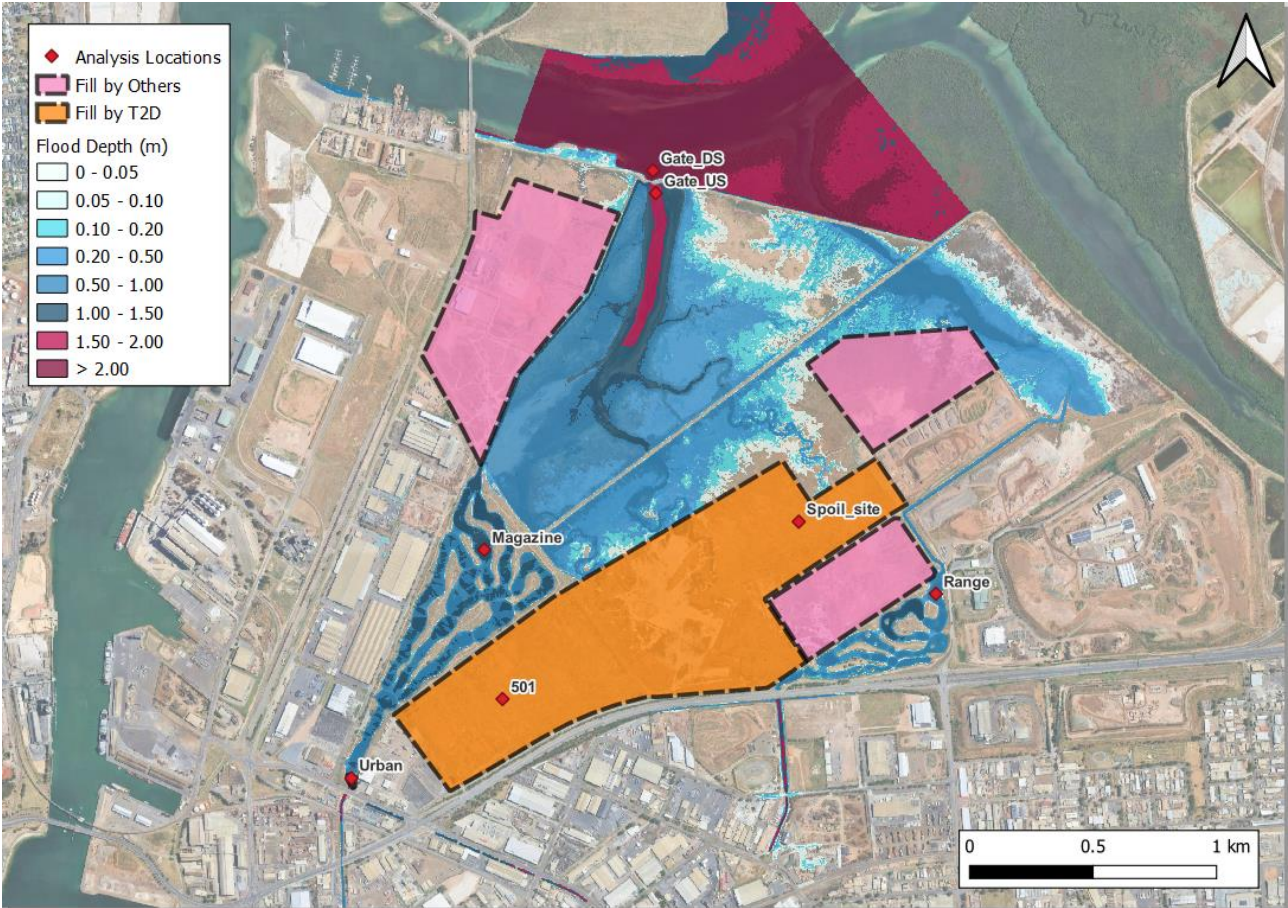 Analysis Locations
Fill by Others
Fill by T2D
Flood Depth (m)
0 - 0.05
0.05 - 0.10
0.10 - 0.20
0.20 - 0.50
0.50 - 1.00
1.00 - 1.50
1.50 - 2.00
> 2.00
Gate_DS
Gate_US
Spoil_site
Magazine
Range
501
Urban
0 0.5 1 km